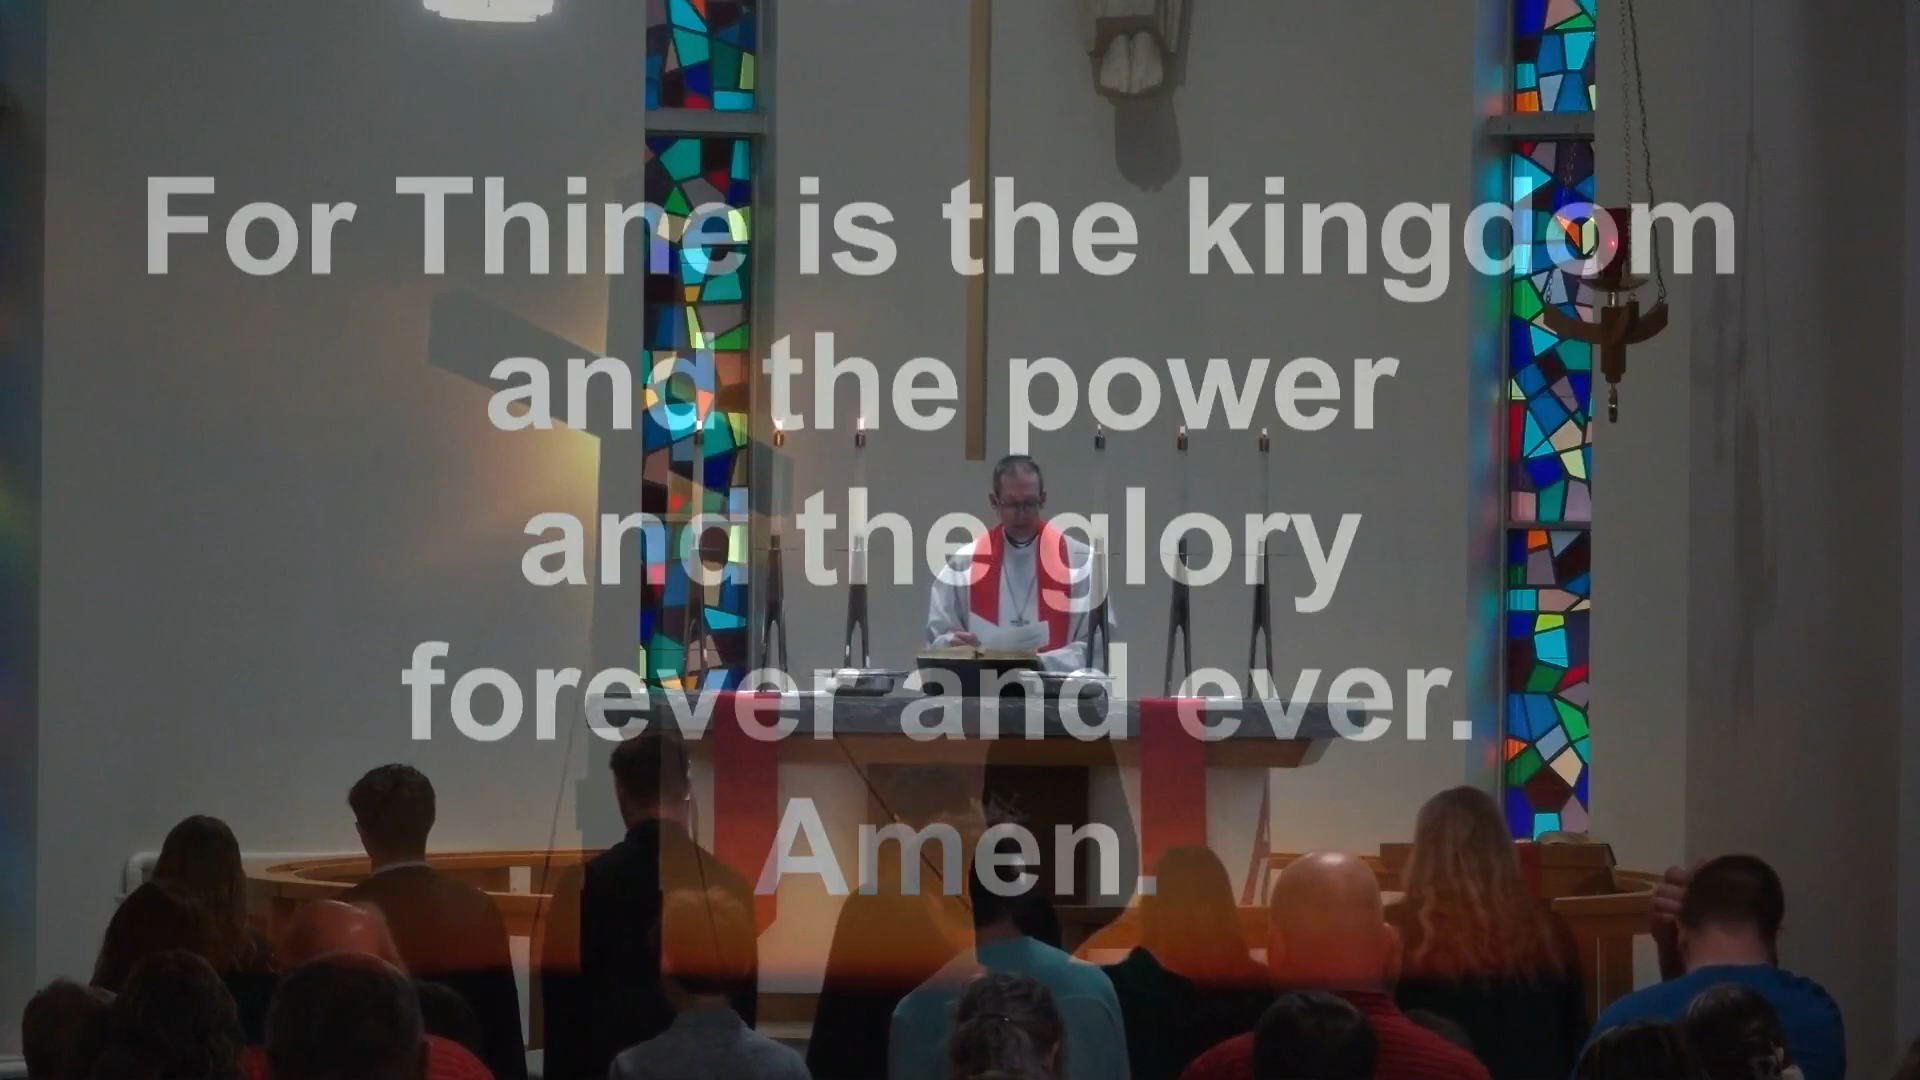 For Thine is the kingdom
and the power
and the glory
forever and ever.
Amen.